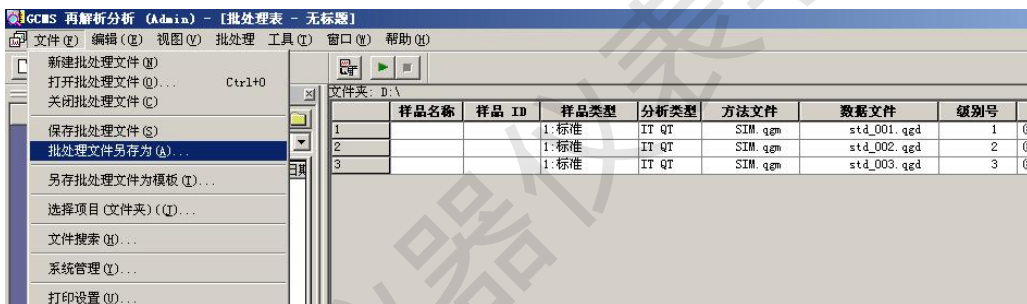 GCMS 再解析分析 (Admin) - [批处理表 - 无标题]
文件(F) 编辑(E) 视图(V) 批处理 工具(T) 窗口(W) 帮助(H)
新建批处理文件(N)
打开批处理文件(O)... Ctrl+O
关闭批处理文件(C)
保存批处理文件(S)
批处理文件另存为(A)...
另存批处理文件为模板(T)...
选择项目(文件夹)(J)...
文件搜索(H)...
系统管理(Y)...
打印设置(U)...
文件夹: D:\
样品名称 样品 ID 样品类型 分析类型 方法文件 数据文件 级别号
1 1:标准 IT QT SIM.qgm std_001.qgd 1
2 1:标准 IT QT SIM.qgm std_002.qgd 2
3 1:标准 IT QT SIM.qgm std_003.qgd 3
器仪表